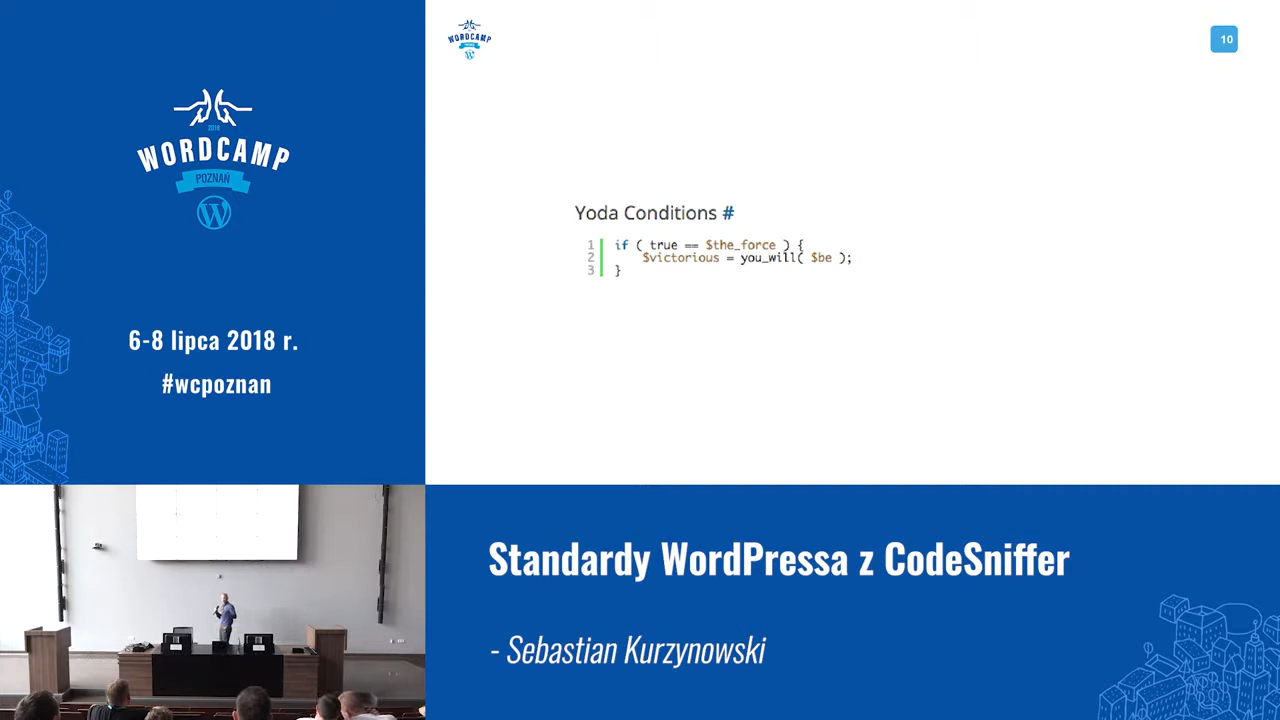 2018
WORDCAMP
POZNAŃ
6-8 lipca 2018 r.
#wcpoznan
WORDCAMP
10
Yoda Conditions #
1 if ( true == $the_force ) {
2 $victorious = you_will( $be );
3 }
Standardy WordPressa z CodeSniffer
- Sebastian Kurzynowski